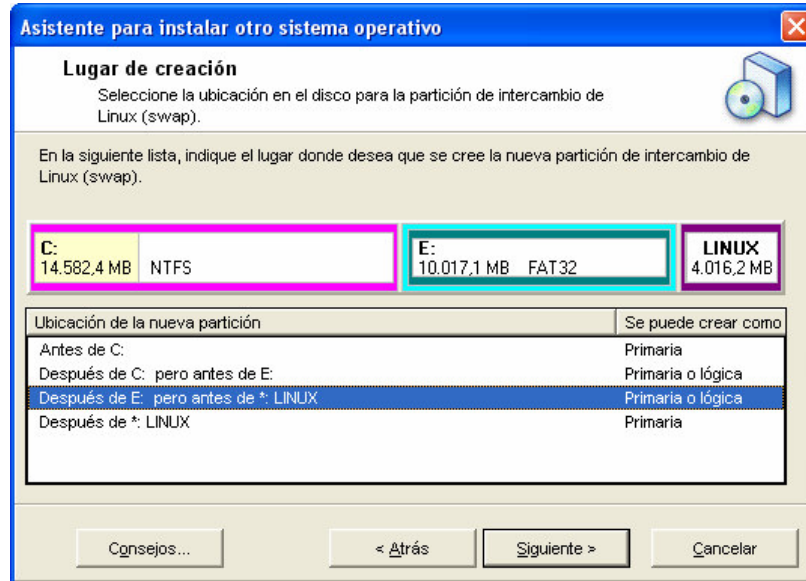 Asistente para instalar otro sistema operativo
Lugar de creación
Seleccione la ubicación en el disco para la partición de intercambio de
Linux (swap).
En la siguiente lista, indique el lugar donde desea que se cree la nueva partición de intercambio de
Linux (swap).
C:
14.582,4 MB NTFS
E:
10.017,1 MB FAT32
LINUX
4.016,2 MB
Ubicación de la nueva partición Se puede crear como
Antes de C: Primaria
Después de C: pero antes de E: Primaria o lógica
Después de E: pero antes de *: LINUX Primaria o lógica
Después de *: LINUX Primaria
Consejos... < Atrás Siguiente > Cancelar